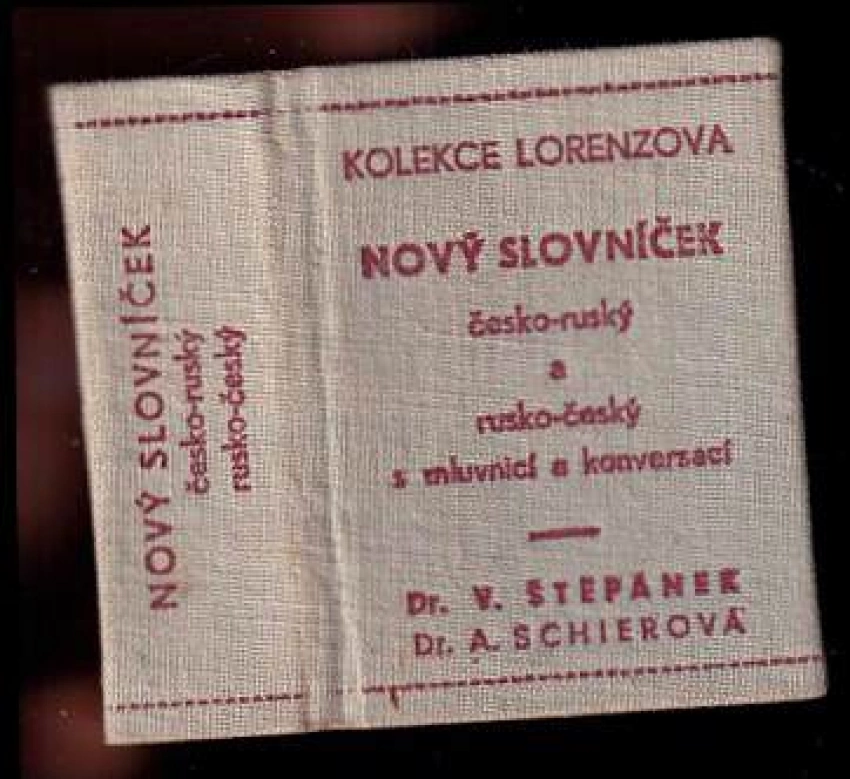 NOVÝ SLOVNÍČEK
česko-ruský
rusko-český
KOLEKCE LORENZOVA
NOVÝ SLOVNÍČEK
česko-ruský
a
rusko-český
s mluvnicí a konversací
Dr. V. ŠTĚPÁNEK
Dr. A. SCHIEROVÁ